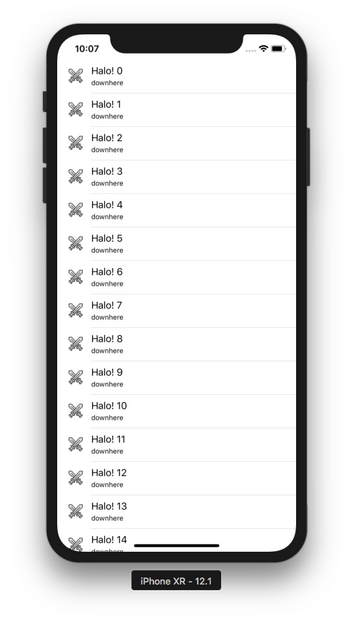 10:07
Halo! 0
downhere
Halo! 1
downhere
Halo! 2
downhere
Halo! 3
downhere
Halo! 4
downhere
Halo! 5
downhere
Halo! 6
downhere
Halo! 7
downhere
Halo! 8
downhere
Halo! 9
downhere
Halo! 10
downhere
Halo! 11
downhere
Halo! 12
downhere
Halo! 13
downhere
Halo! 14
downhere
iPhone XR - 12.1